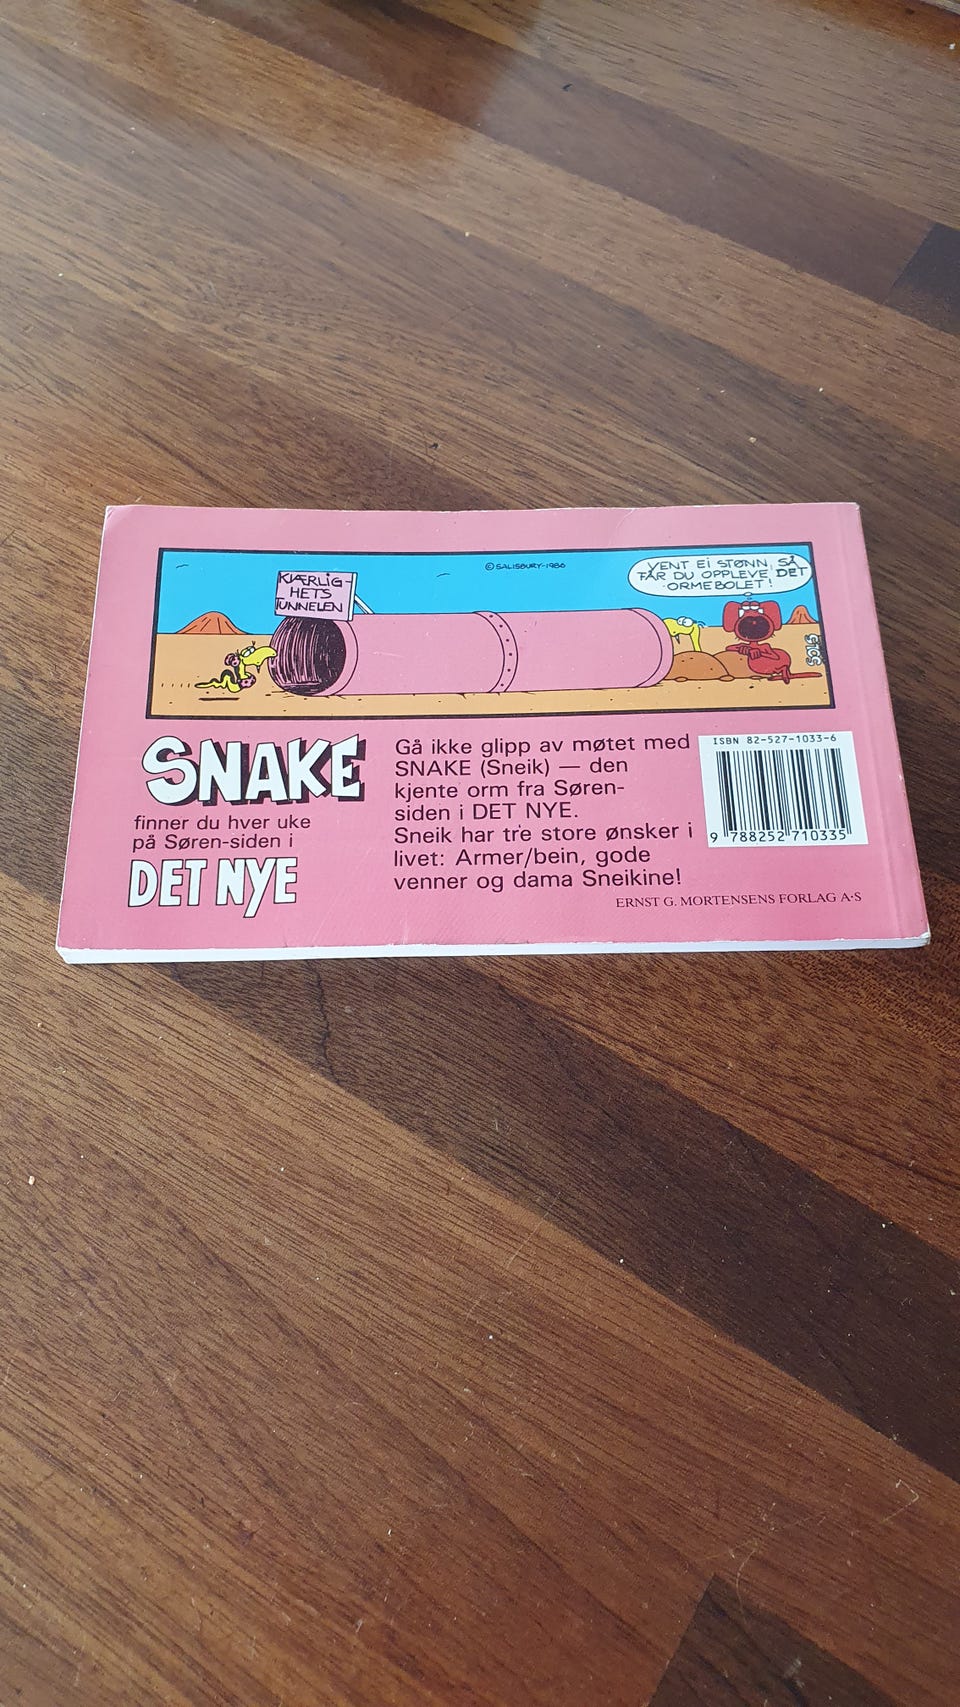 KJÆRLIG-
HETS
TUNNELEN
© SALISBURY-1986
VENT EI STØNN, SÅ
FÅR DU OPPLEVE DET
ORMEBOLET!
SOLS
SNAKE
finner du hver uke
på Søren-siden i
DET NYE
Gå ikke glipp av møtet med
SNAKE (Sneik) — den
kjente orm fra Søren-
siden i DET NYE.
Sneik har tre store ønsker i
livet: Armer/bein, gode
venner og dama Sneikine!
ISBN 82-527-1033-6
9 788252 710335
ERNST G. MORTENSENS FORLAG A·S